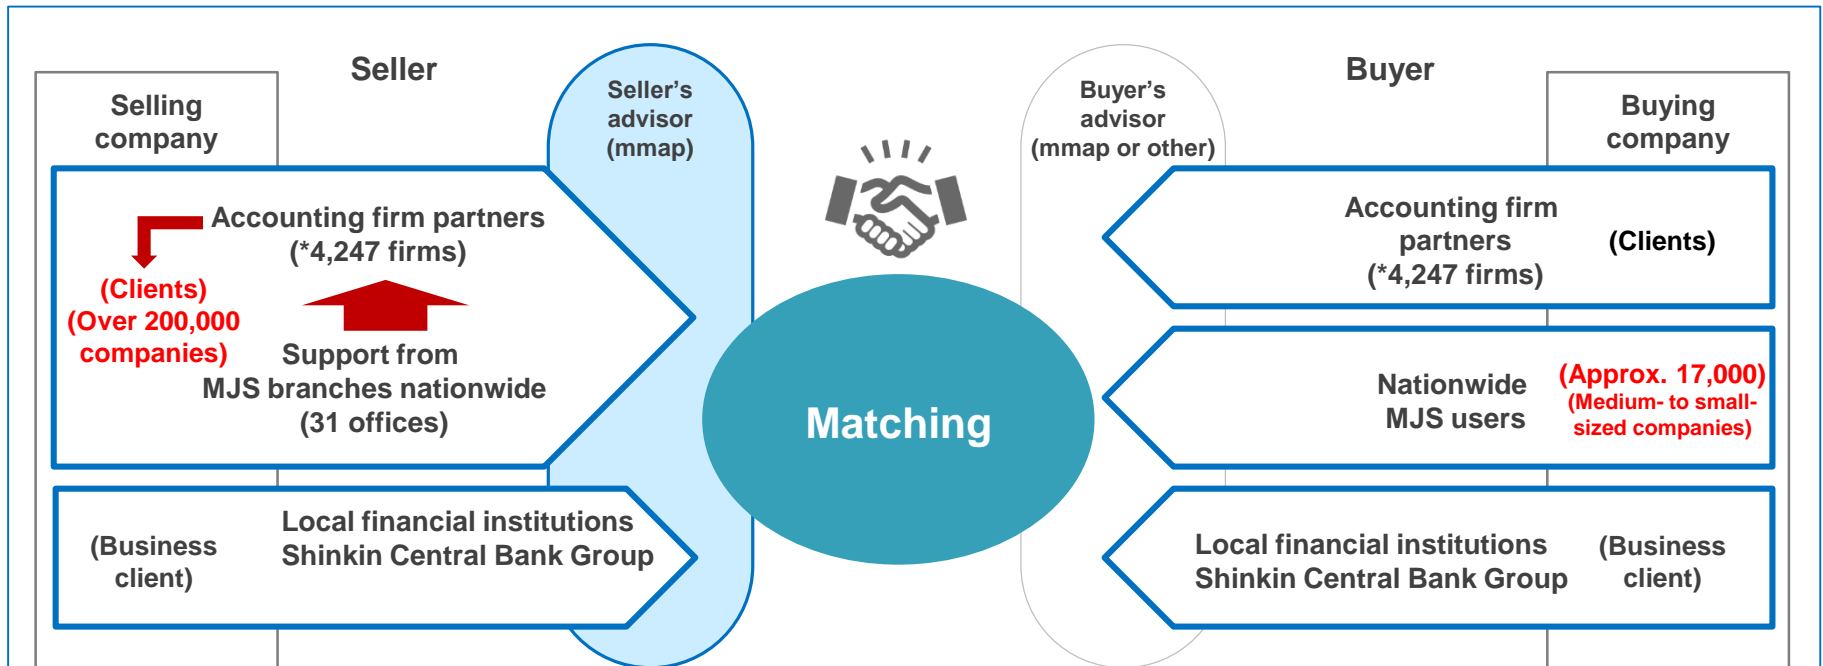 Seller
Selling
company
Seller’s
advisor
(mmap)
Accounting firm partners
(*4,247 firms)
(Clients)
(Over 200,000
companies)
Support from
MJS branches nationwide
(31 offices)
(Business
client)
Local financial institutions
Shinkin Central Bank Group
Matching
Buyer
Buyer’s
advisor
(mmap or other)
Buying
company
Accounting firm
partners
(*4,247 firms)
(Clients)
Nationwide
MJS users
(Approx. 17,000)
(Medium- to small-
sized companies)
Local financial institutions
Shinkin Central Bank Group
(Business
client)